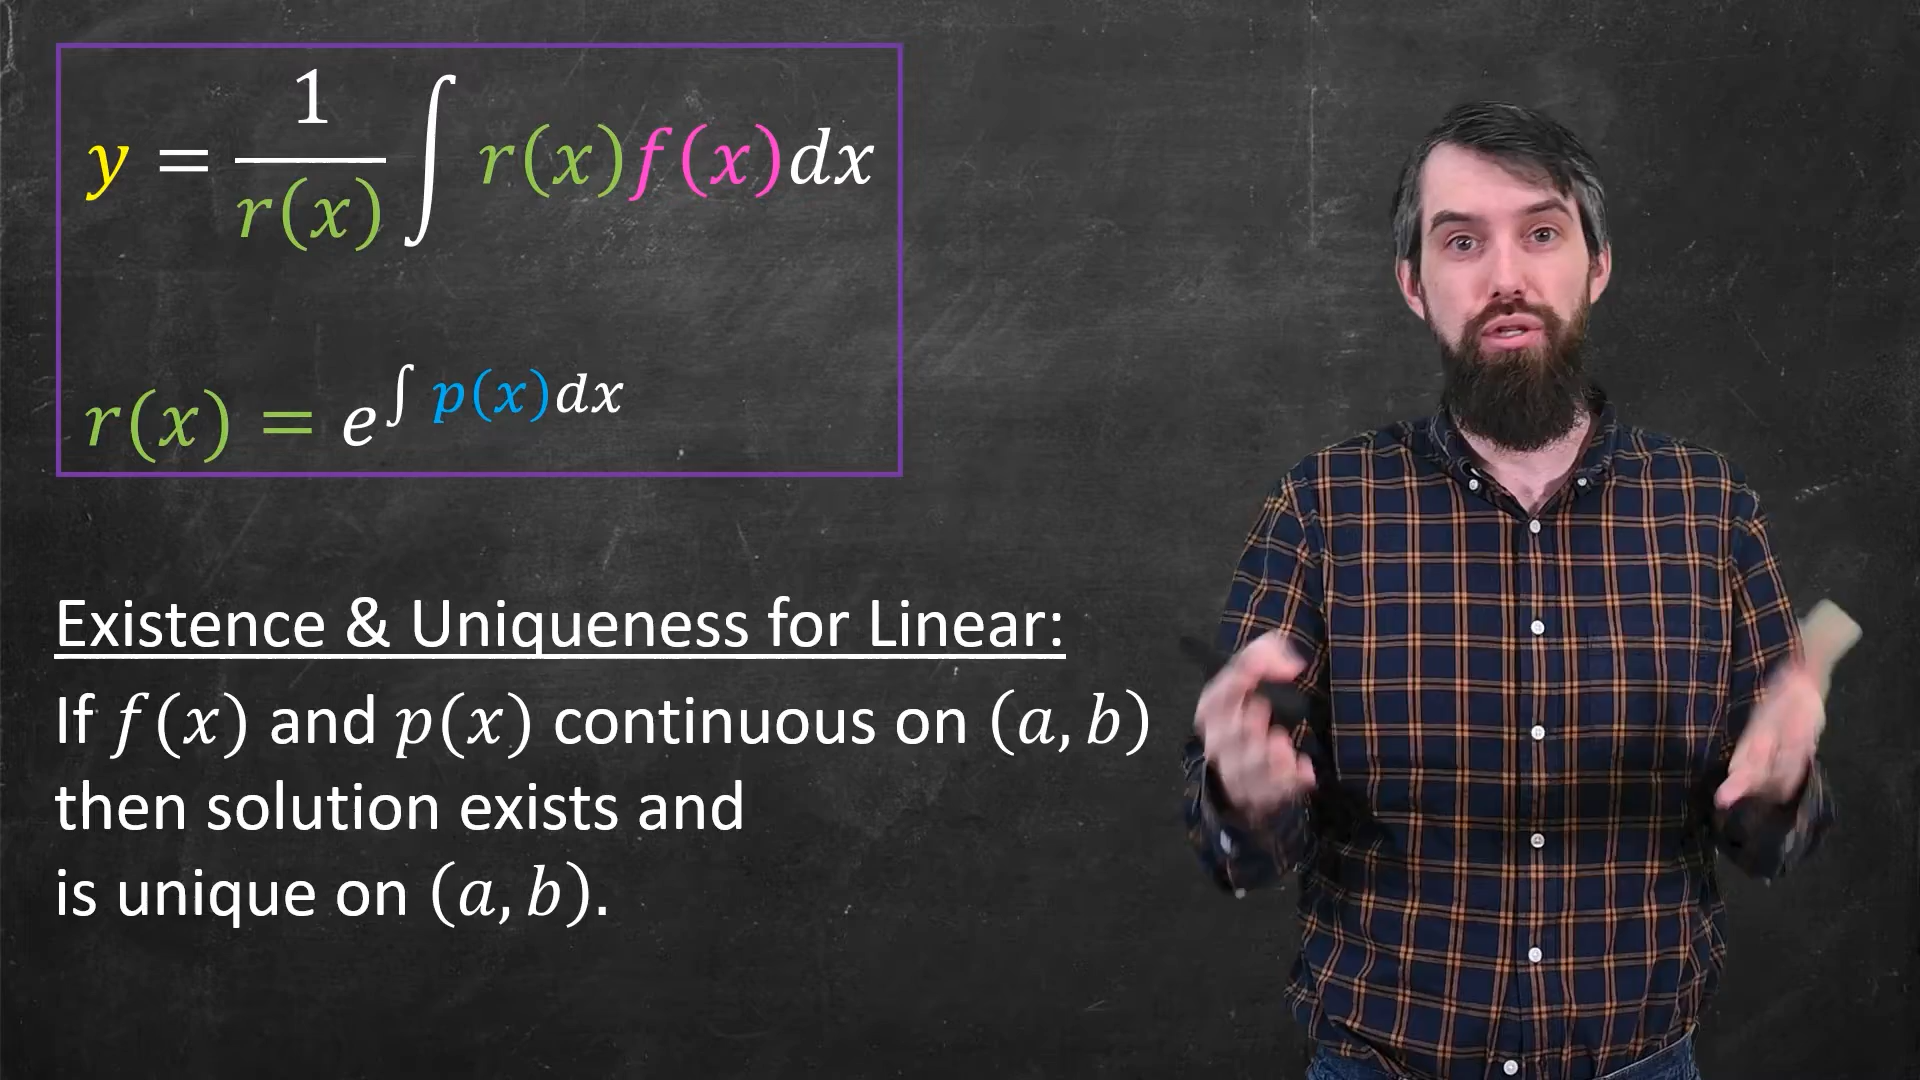 y = 1/r(x) ∫ r(x)f(x)dx
r(x) = e^{∫ p(x)dx}
Existence & Uniqueness for Linear:
If f(x) and p(x) continuous on (a, b)
then solution exists and
is unique on (a, b).